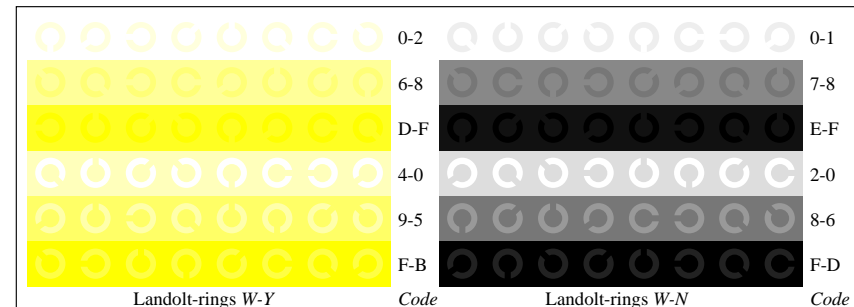 0-2 0-1
6-8 7-8
D-F E-F
4-0 2-0
9-5 8-6
F-B F-D
Landolt-rings W-Y Code Landolt-rings W-N Code